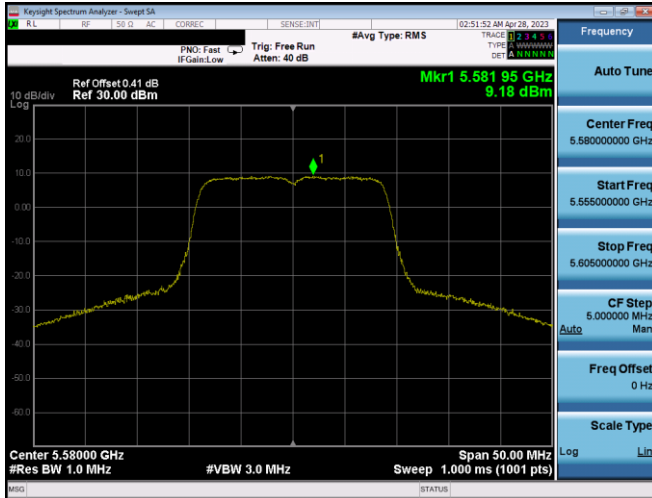 Keysight Spectrum Analyzer - Swept SA
RL RF 50 Ω AC CORREC SENSE:INT 02:51:52 AM Apr 28, 2023
#Avg Type: RMS TRACE 1 2 3 4 5 6
PNO: Fast Trig: Free Run TYPE A WWWWW
IFGain:Low Atten: 40 dB DET A N N N N N
Mkr1 5.581 95 GHz
9.18 dBm
Ref Offset 0.41 dB
10 dB/div Ref 30.00 dBm
Log
20.0
10.0
0.00
-10.0
-20.0
-30.0
-40.0
-50.0
-60.0
1
Center 5.58000 GHz Span 50.00 MHz
#Res BW 1.0 MHz #VBW 3.0 MHz Sweep 1.000 ms (1001 pts)
MSG STATUS
Frequency
Auto Tune
Center Freq
5.580000000 GHz
Start Freq
5.555000000 GHz
Stop Freq
5.605000000 GHz
CF Step
5.000000 MHz
Auto Man
Freq Offset
0 Hz
Scale Type
Log Lin